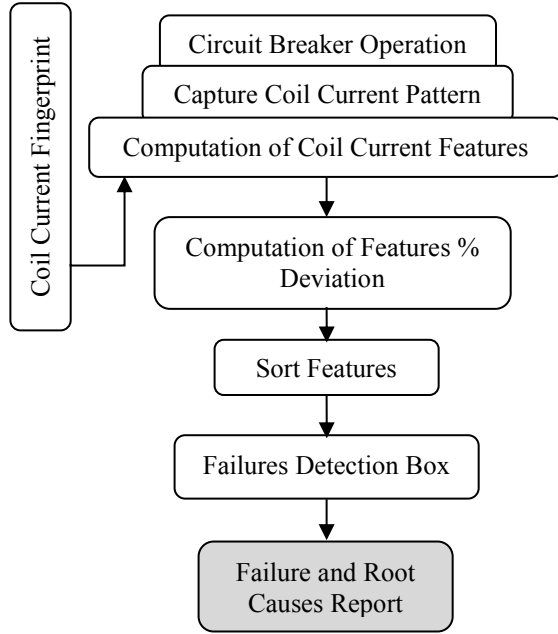 Coil Current Fingerprint
Circuit Breaker Operation
Capture Coil Current Pattern
Computation of Coil Current Features
Computation of Features %
Deviation
Sort Features
Failures Detection Box
Failure and Root
Causes Report